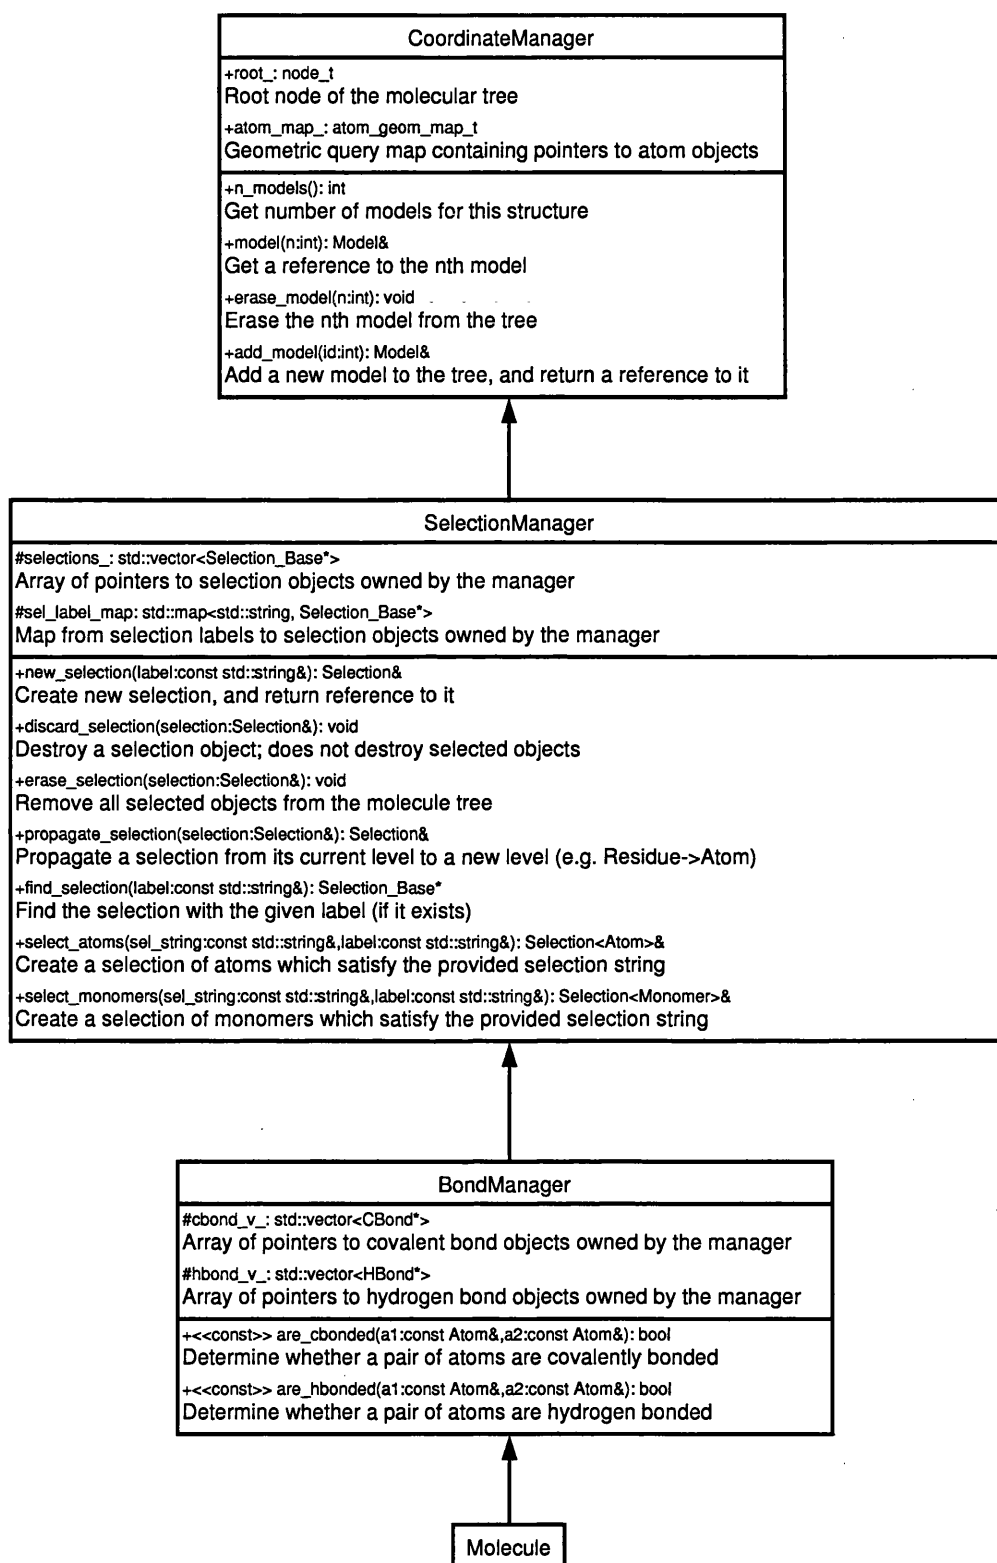 CoordinateManager
+root_: node_t
Root node of the molecular tree
+atom_map_: atom_geom_map_t
Geometric query map containing pointers to atom objects
+n_models(): int
Get number of models for this structure
+model(n:int): Model&
Get a reference to the nth model
+erase_model(n:int): void
Erase the nth model from the tree
+add_model(id:int): Model&
Add a new model to the tree, and return a reference to it
SelectionManager
#selections_: std::vector<Selection_Base*>
Array of pointers to selection objects owned by the manager
#sel_label_map: std::map<std::string, Selection_Base*>
Map from selection labels to selection objects owned by the manager
+new_selection(label:const std::string&): Selection&
Create new selection, and return reference to it
+discard_selection(selection:Selection&): void
Destroy a selection object; does not destroy selected objects
+erase_selection(selection:Selection&): void
Remove all selected objects from the molecule tree
+propagate_selection(selection:Selection&): Selection&
Propagate a selection from its current level to a new level (e.g. Residue->Atom)
+find_selection(label:const std::string&): Selection_Base*
Find the selection with the given label (if it exists)
+select_atoms(sel_string:const std::string&,label:const std::string&): Selection<Atom>&
Create a selection of atoms which satisfy the provided selection string
+select_monomers(sel_string:const std::string&,label:const std::string&): Selection<Monomer>&
Create a selection of monomers which satisfy the provided selection string
BondManager
#cbond_v_: std::vector<CBond*>
Array of pointers to covalent bond objects owned by the manager
#hbond_v_: std::vector<HBond*>
Array of pointers to hydrogen bond objects owned by the manager
+<<const>> are_cbonded(a1:const Atom&,a2:const Atom&): bool
Determine whether a pair of atoms are covalently bonded
+<<const>> are_hbonded(a1:const Atom&,a2:const Atom&): bool
Determine whether a pair of atoms are hydrogen bonded
Molecule